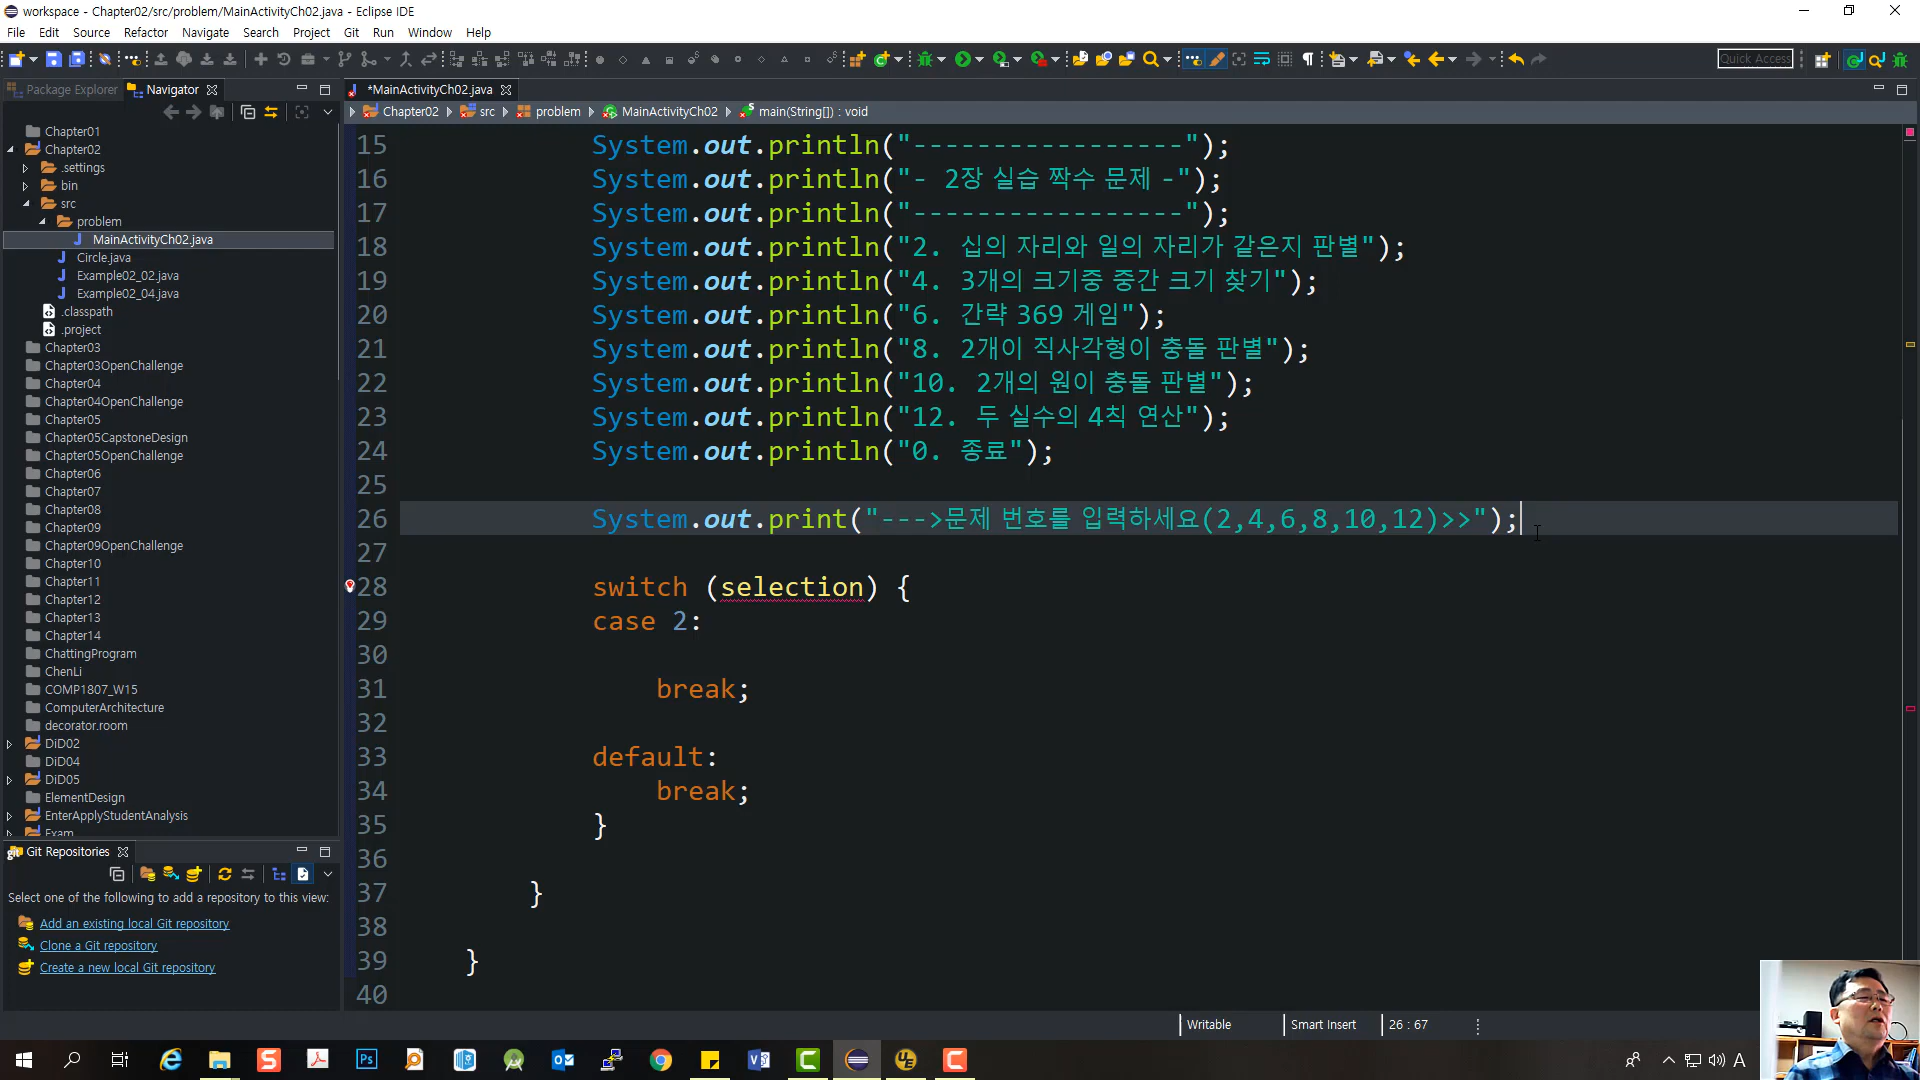 workspace - Chapter02/src/problem/MainActivityCh02.java - Eclipse IDE
File Edit Source Refactor Navigate Search Git Project Git Run Window Help
Quick Access
Package Explorer
Navigator
*MainActivityCh02.java
Chapter02 src problem MainActivityCh02 main(String[]) : void
Chapter01
Chapter02
.settings
bin
src
problem
MainActivityCh02.java
Circle.java
Example02_02.java
Example02_04.java
.classpath
.project
Chapter03
Chapter03OpenChallenge
Chapter04
Chapter04OpenChallenge
Chapter05
Chapter05CapstoneDesign
Chapter05OpenChallenge
Chapter06
Chapter07
Chapter08
Chapter09
Chapter09OpenChallenge
Chapter10
Chapter11
Chapter12
Chapter13
Chapter14
ChattingProgram
ChenLi
COMP1807_W15
ComputerArchitecture
decorator.room
DiD02
DiD04
DiD05
ElementDesign
EnterApplyStudentAnalysis
Exam
Git Repositories
Select one of the following to add a repository to this view:
Add an existing local Git repository
Clone a Git repository
Create a new local Git repository
15 System.out.println("-----------------");
16 System.out.println("- 2장 실습 짝수 문제 -");
17 System.out.println("-----------------");
18 System.out.println("2. 십의 자리와 일의 자리가 같은지 판별");
19 System.out.println("4. 3개의 크기중 중간 크기 찾기");
20 System.out.println("6. 간략 369 게임");
21 System.out.println("8. 2개이 직사각형이 충돌 판별");
22 System.out.println("10. 2개의 원이 충돌 판별");
23 System.out.println("12. 두 실수의 4칙 연산");
24 System.out.println("0. 종료");
25
26 System.out.print("--->문제 번호를 입력하세요(2,4,6,8,10,12)>>");
27
28 switch (selection) {
29 case 2:
30
31 break;
32
33 default:
34 break;
35 }
36
37 }
38
39 }
40
Writable
Smart Insert
26 : 67
A